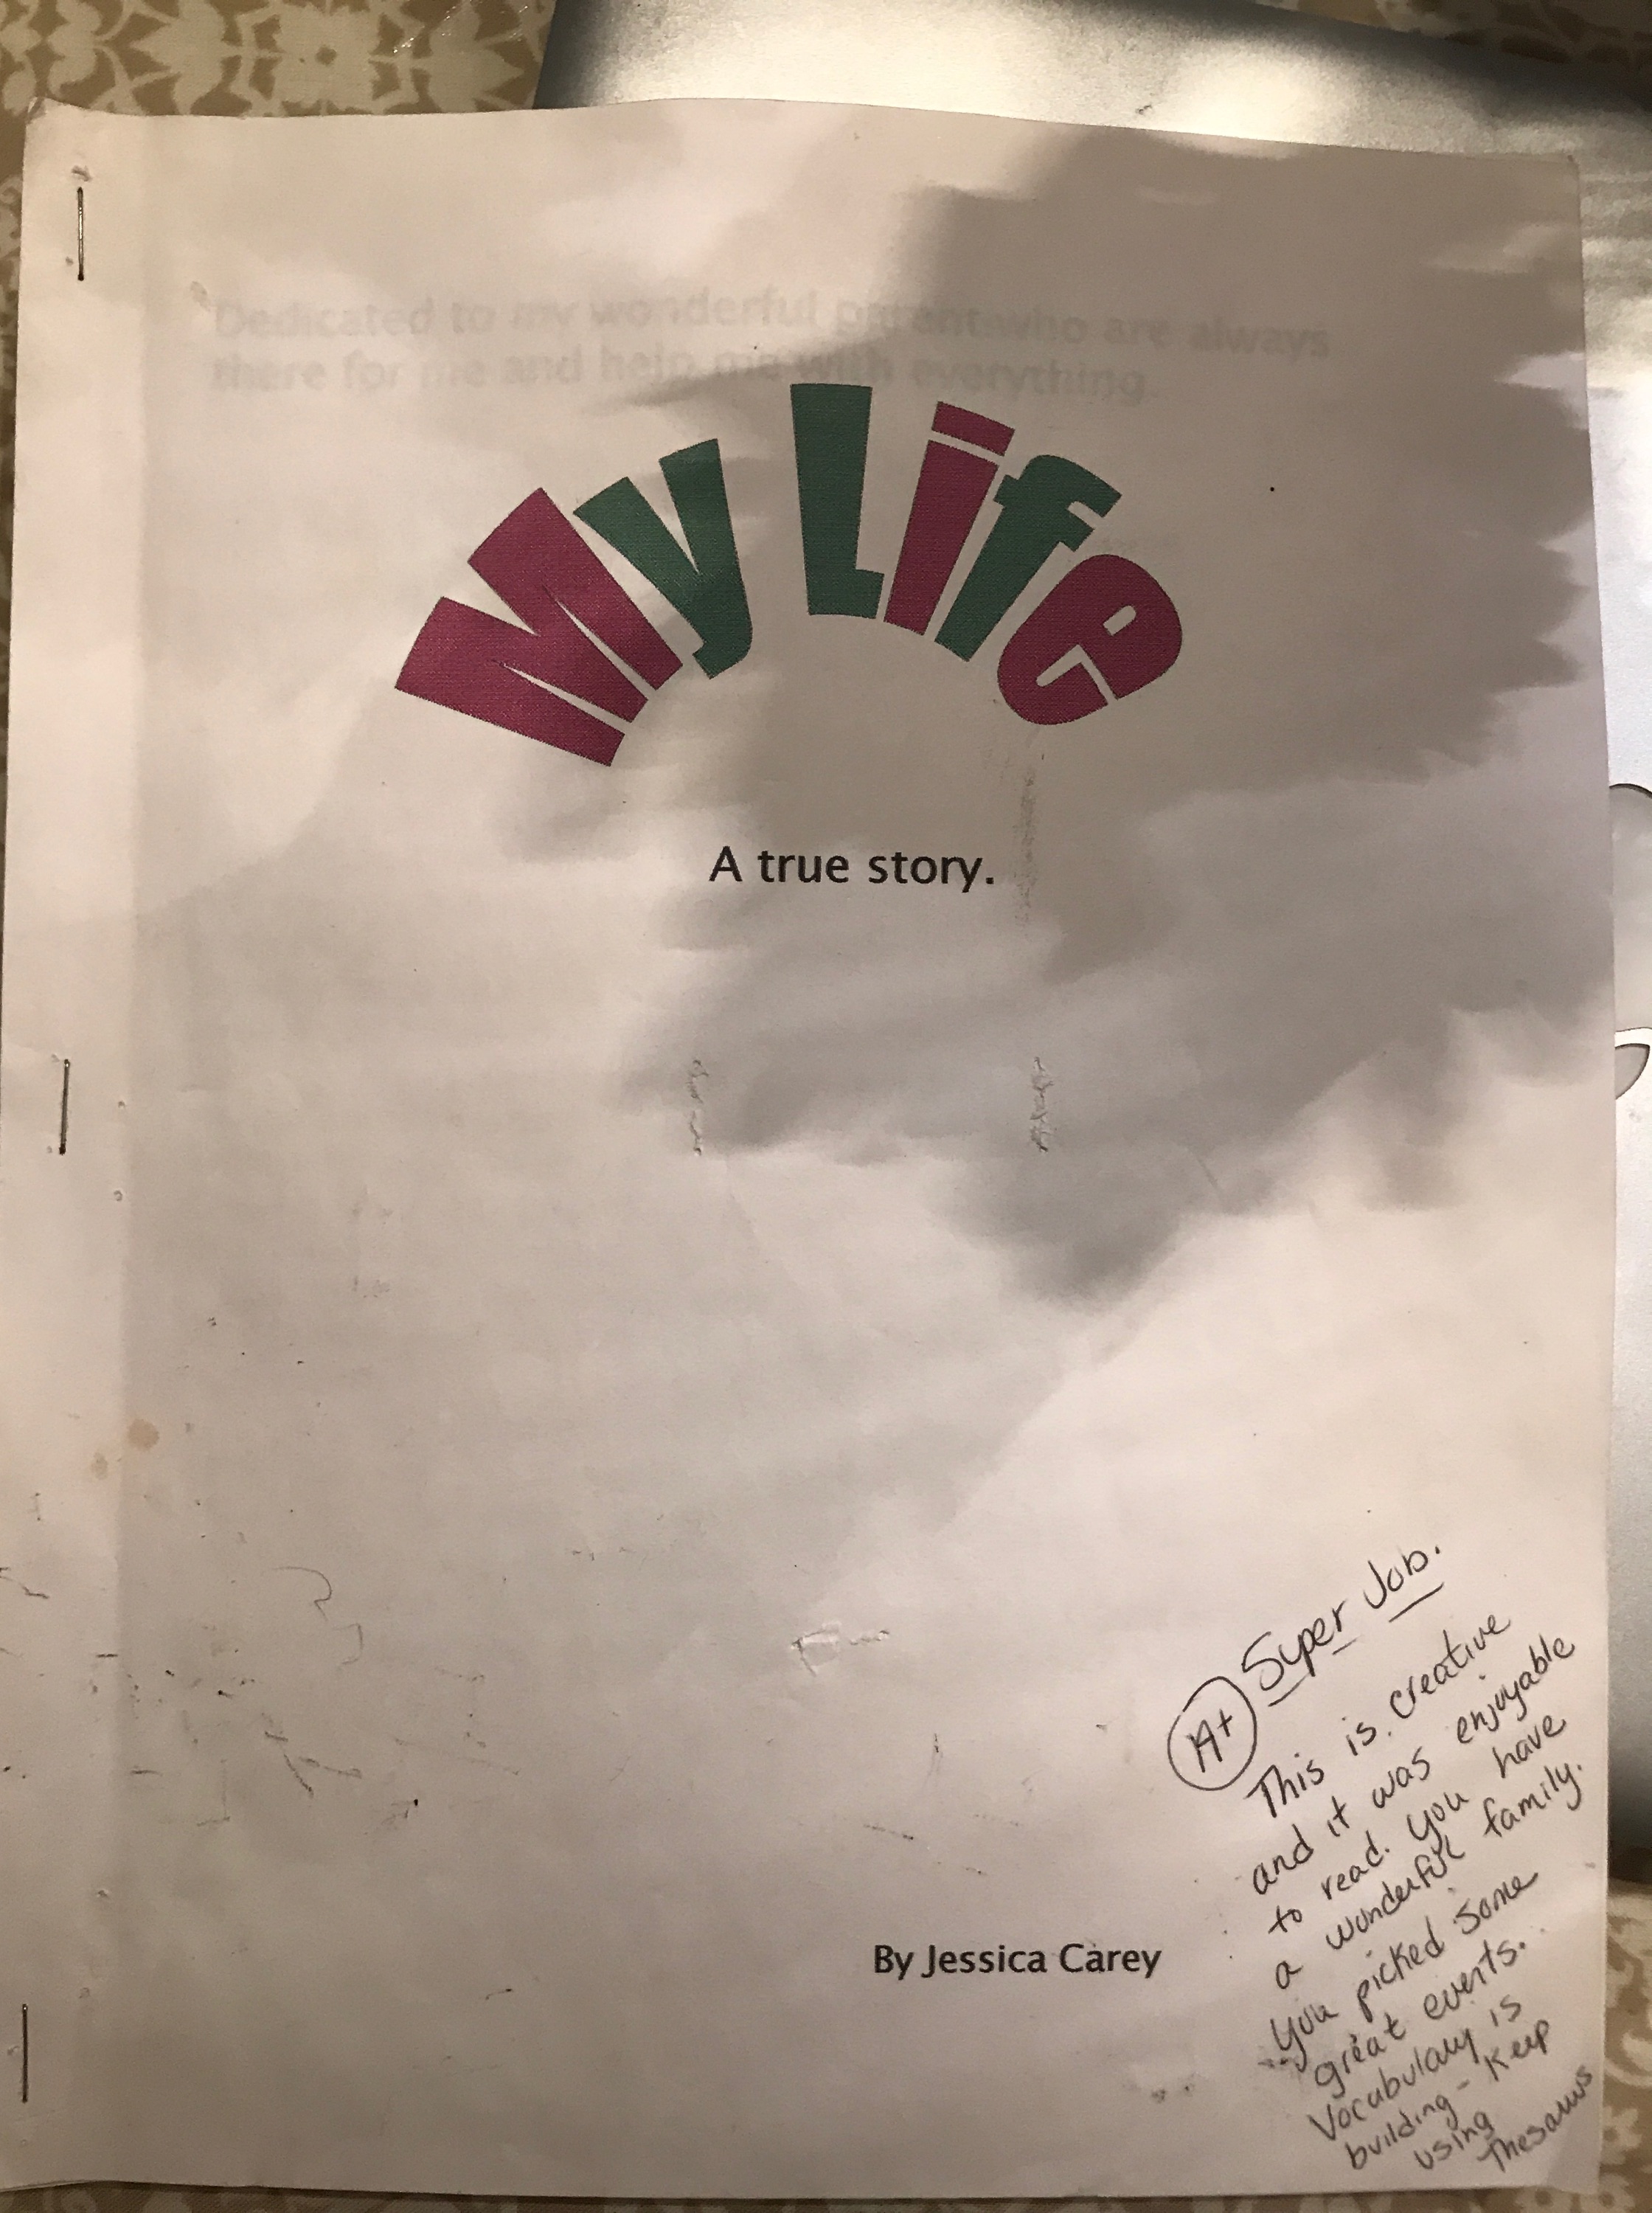 Dedicated to my wonderful parent who are always
there for me and help me with everything.
My Life
A true story.
A+ Super Job.
This is creative
and it was enjoyable
to read. You have
a wonderful family.
You picked some
great events.
Vocabulary is
building - Keep
using
Thesaurus
By Jessica Carey